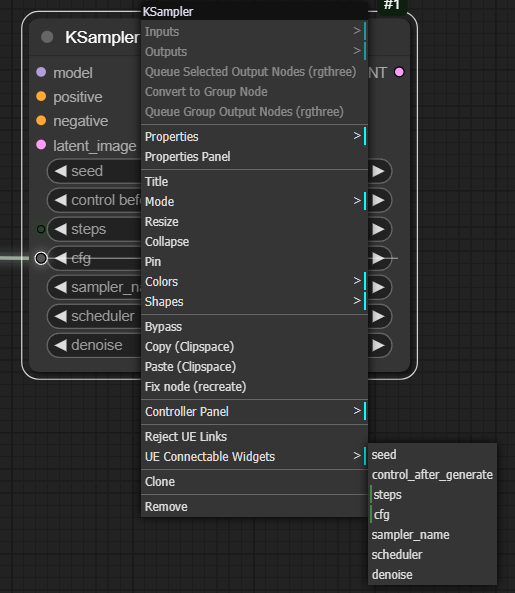 #1
KSampler
KSampler
model
NT
positive
negative
latent_image
seed
control bef
steps
cfg
sampler_na
scheduler
denoise
Inputs >
Outputs >
Queue Selected Output Nodes (rgthree)
Convert to Group Node
Queue Group Output Nodes (rgthree)
Properties >
Properties Panel
Title
Mode >
Resize
Collapse
Pin
Colors >
Shapes >
Bypass
Copy (Clipspace)
Paste (Clipspace)
Fix node (recreate)
Controller Panel >
Reject UE Links
UE Connectable Widgets >
Clone
Remove
seed
control_after_generate
steps
cfg
sampler_name
scheduler
denoise